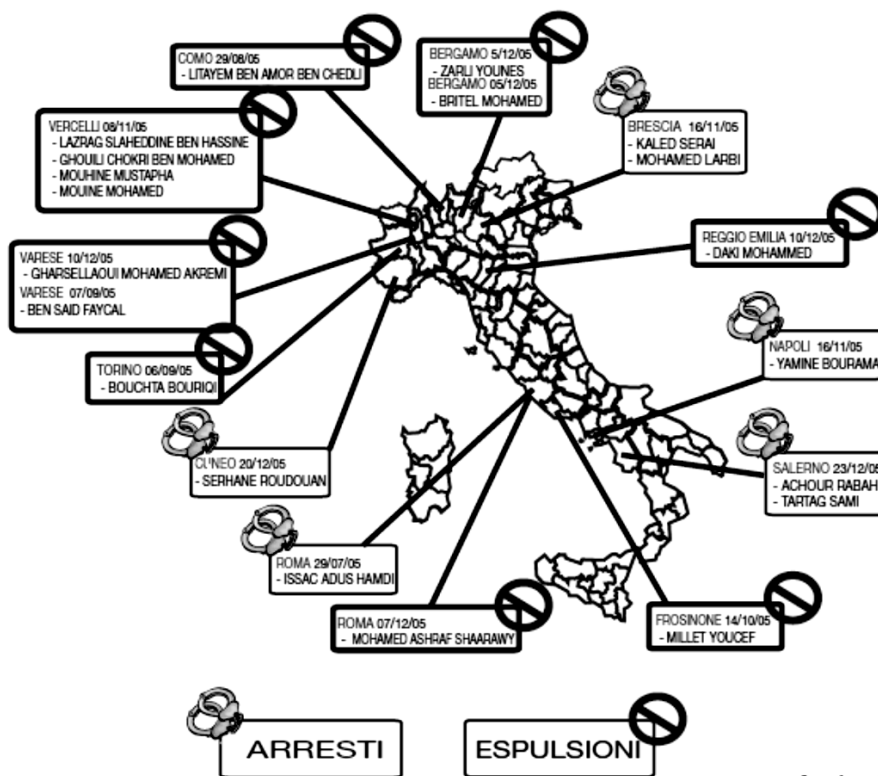 COMO 29/08/05
- LITAYEM BEN AMOR BEN CHEDLI
BERGAMO 5/12/05
- ZARLI YOUNES
BERGAMO 05/12/05
- BRITEL MOHAMED
BRESCIA 16/11/05
- KALED SERAI
- MOHAMED LARBI
VERCELLI 08/11/05
- LAZRAG SLAHEDDINE BEN HASSINE
- GHOUILI CHOKRI BEN MOHAMED
- MOUHINE MUSTAPHA
- MOUINE MOHAMED
REGGIO EMILIA 10/12/05
- DAKI MOHAMMED
VARESE 10/12/05
- GHARSELLAOUI MOHAMED AKREMI
VARESE 07/09/05
- BEN SAID FAYCAL
NAPOLI 16/11/05
- YAMINE BOURAMA
TORINO 06/09/05
- BOUCHTA BOURIQI
CUNEO 20/12/05
- SERHANE ROUDOUAN
SALERNO 23/12/05
- ACHOUR RABAH
- TARTAG SAMI
ROMA 29/07/05
- ISSAC ADUS HAMDI
ROMA 07/12/05
- MOHAMED ASHRAF SHAARAWY
FROSINONE 14/10/05
- MILLET YOUCEF
ARRESTI
ESPULSIONI